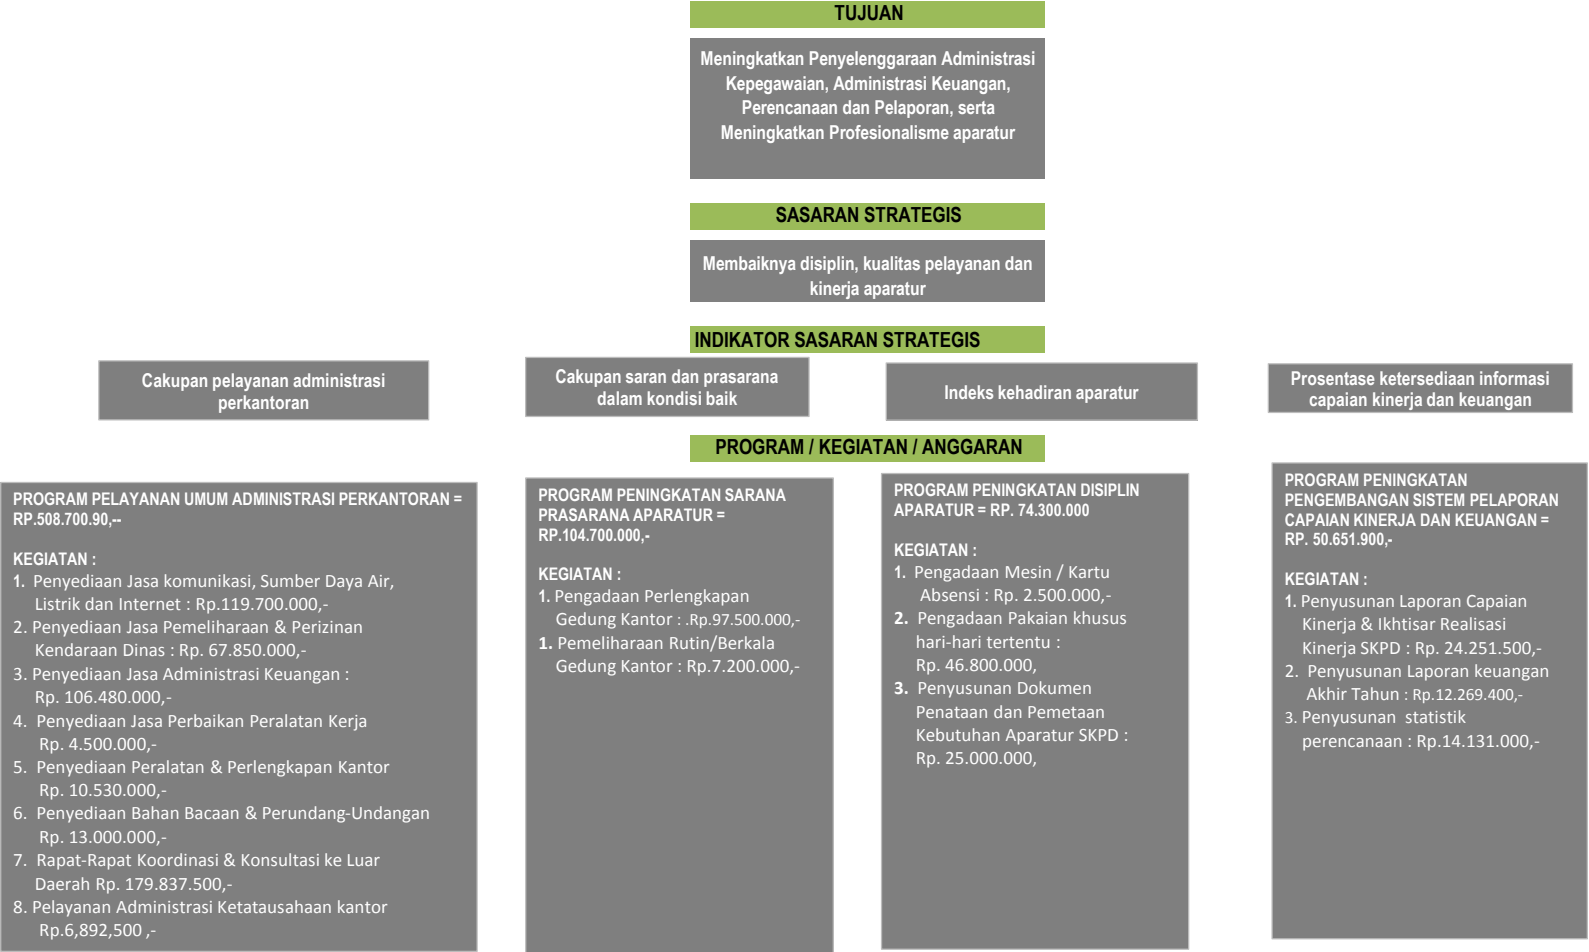 TUJUAN
Meningkatkan Penyelenggaraan Administrasi
Kepegawaian, Administrasi Keuangan,
Perencanaan dan Pelaporan, serta
Meningkatkan Profesionalisme aparatur
SASARAN STRATEGIS
Membaiknya disiplin, kualitas pelayanan dan
kinerja aparatur
INDIKATOR SASARAN STRATEGIS
Cakupan pelayanan administrasi
perkantoran
Cakupan saran dan prasarana
dalam kondisi baik
Indeks kehadiran aparatur
Prosentase ketersediaan informasi
capaian kinerja dan keuangan
PROGRAM / KEGIATAN / ANGGARAN
PROGRAM PELAYANAN UMUM ADMINISTRASI PERKANTORAN =
RP.508.700.90,--
KEGIATAN :
1. Penyediaan Jasa komunikasi, Sumber Daya Air,
Listrik dan Internet : Rp.119.700.000,-
2. Penyediaan Jasa Pemeliharaan & Perizinan
Kendaraan Dinas : Rp. 67.850.000,-
3. Penyediaan Jasa Administrasi Keuangan :
Rp. 106.480.000,-
4. Penyediaan Jasa Perbaikan Peralatan Kerja
Rp. 4.500.000,-
5. Penyediaan Peralatan & Perlengkapan Kantor
Rp. 10.530.000,-
6. Penyediaan Bahan Bacaan & Perundang-Undangan
Rp. 13.000.000,-
7. Rapat-Rapat Koordinasi & Konsultasi ke Luar
Daerah Rp. 179.837.500,-
8. Pelayanan Administrasi Ketatausahaan kantor
Rp.6,892,500 ,-
PROGRAM PENINGKATAN SARANA
PRASARANA APARATUR =
RP.104.700.000,-
KEGIATAN :
1. Pengadaan Perlengkapan
Gedung Kantor : .Rp.97.500.000,-
1. Pemeliharaan Rutin/Berkala
Gedung Kantor : Rp.7.200.000,-
PROGRAM PENINGKATAN DISIPLIN
APARATUR = RP. 74.300.000
KEGIATAN :
1. Pengadaan Mesin / Kartu
Absensi : Rp. 2.500.000,-
2. Pengadaan Pakaian khusus
hari-hari tertentu :
Rp. 46.800.000,
3. Penyusunan Dokumen
Penataan dan Pemetaan
Kebutuhan Aparatur SKPD :
Rp. 25.000.000,
PROGRAM PENINGKATAN
PENGEMBANGAN SISTEM PELAPORAN
CAPAIAN KINERJA DAN KEUANGAN =
RP. 50.651.900,-
KEGIATAN :
1. Penyusunan Laporan Capaian
Kinerja & Ikhtisar Realisasi
Kinerja SKPD : Rp. 24.251.500,-
2. Penyusunan Laporan keuangan
Akhir Tahun : Rp.12.269.400,-
3. Penyusunan statistik
perencanaan : Rp.14.131.000,-